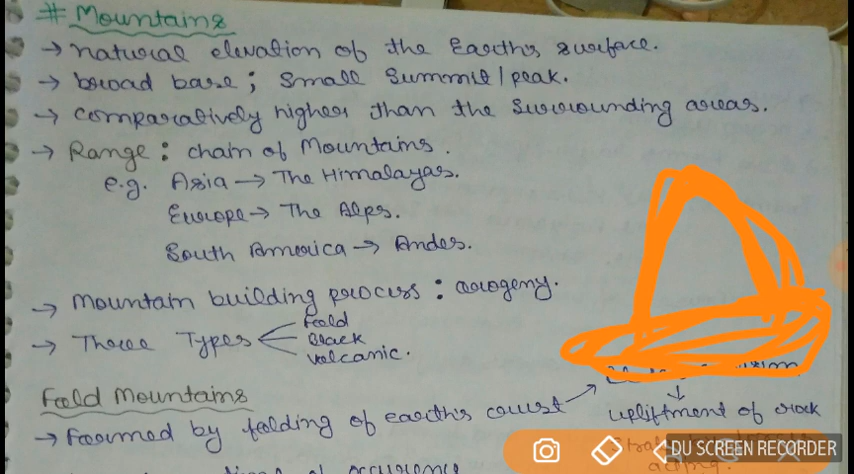 # Mountains
→ natural elevation of the Earth's surface.
→ broad base; Small Summit/peak.
→ comparatively higher than the surrounding areas.
→ Range: chain of Mountains.
e.g. Asia → The Himalayas.
Europe → The Alps.
South America → Andes.
→ Mountain building process: orogeny.
→ Three Types
Fold
Block
Volcanic.
Fold Mountains
→ Formed by folding of earth's crust
upliftment of rock
of occurence
DU SCREEN RECORDER